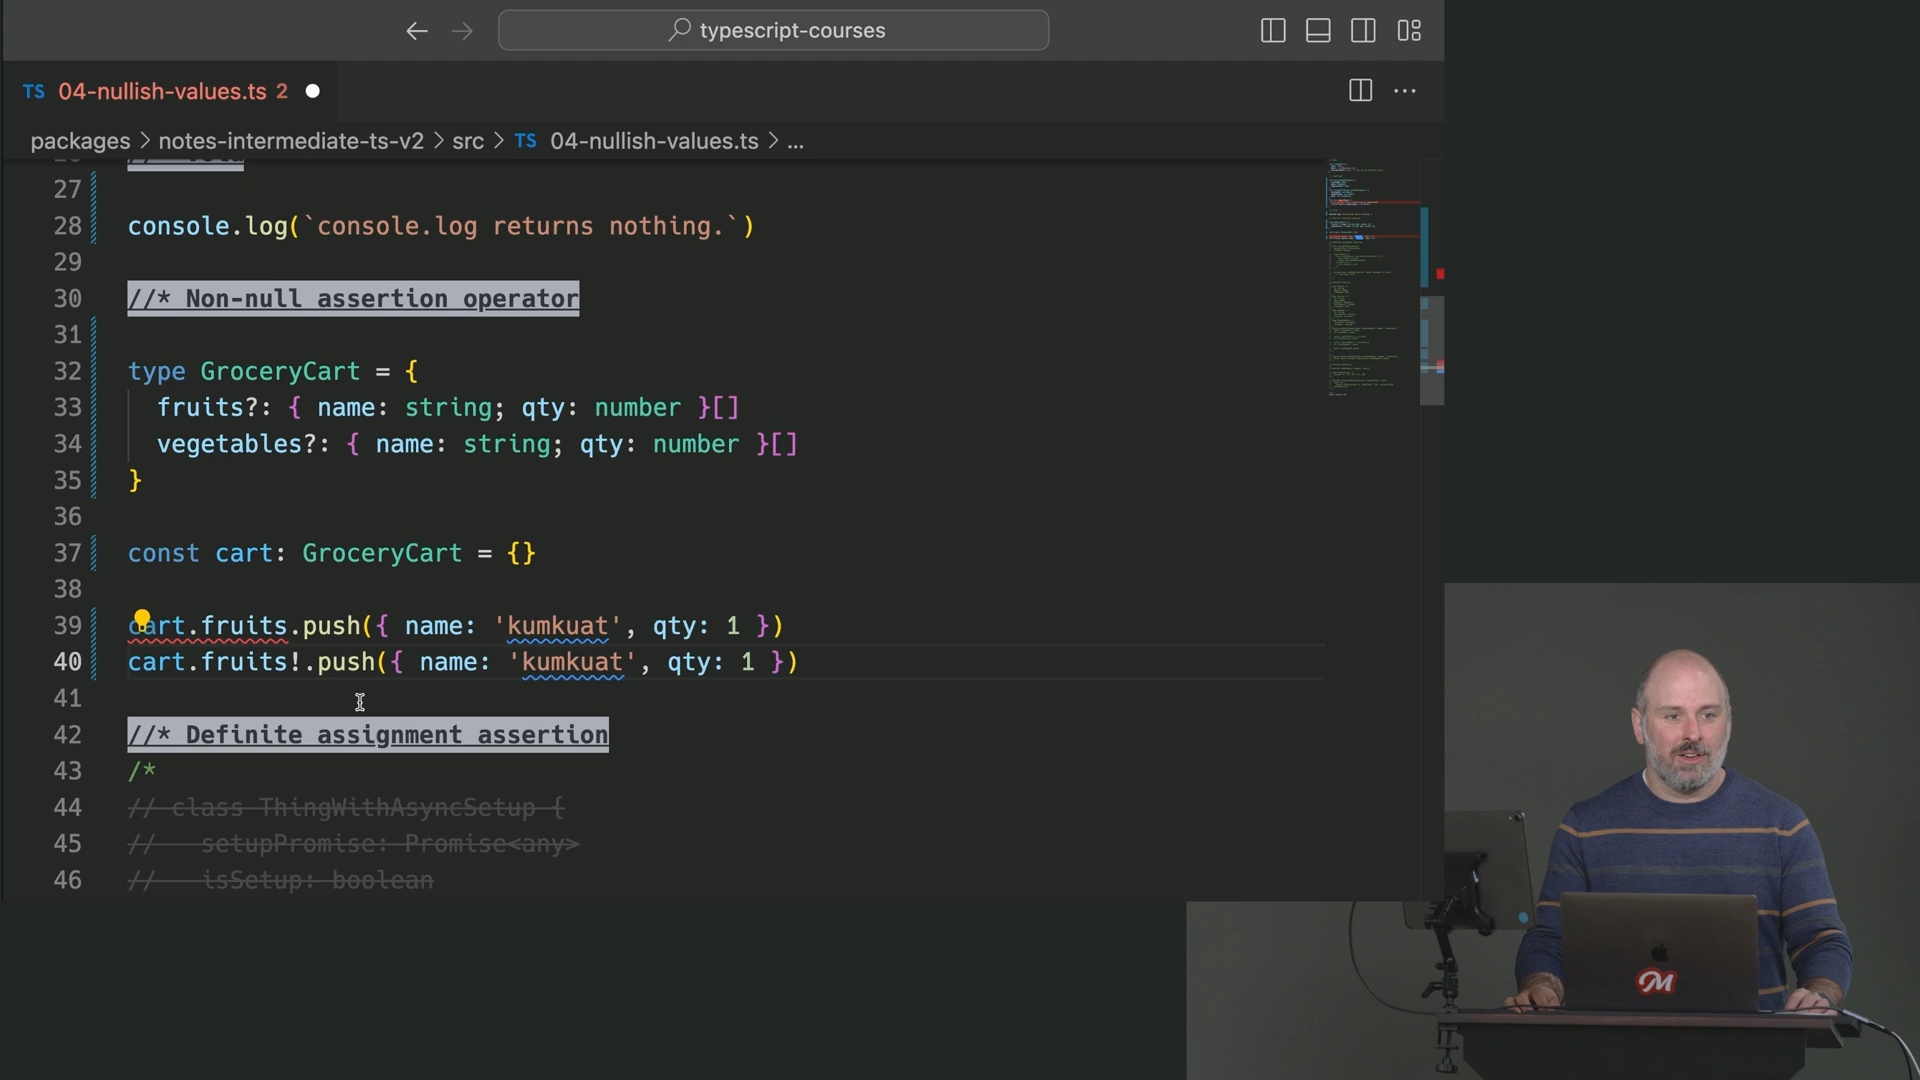 typescript-courses
TS 04-nullish-values.ts 2
packages > notes-intermediate-ts-v2 > src > TS 04-nullish-values.ts > ...
27
28 console.log(`console.log returns nothing.`)
29
30 //* Non-null assertion operator
31
32 type GroceryCart = {
33 fruits?: { name: string; qty: number }[]
34 vegetables?: { name: string; qty: number }[]
35 }
36
37 const cart: GroceryCart = {}
38
39 cart.fruits.push({ name: 'kumkuat', qty: 1 })
40 cart.fruits!.push({ name: 'kumkuat', qty: 1 })
41
42 //* Definite assignment assertion
43 /*
44 // class ThingWithAsyncSetup {
45 // setupPromise: Promise<any>
46 // isSetup: boolean
M